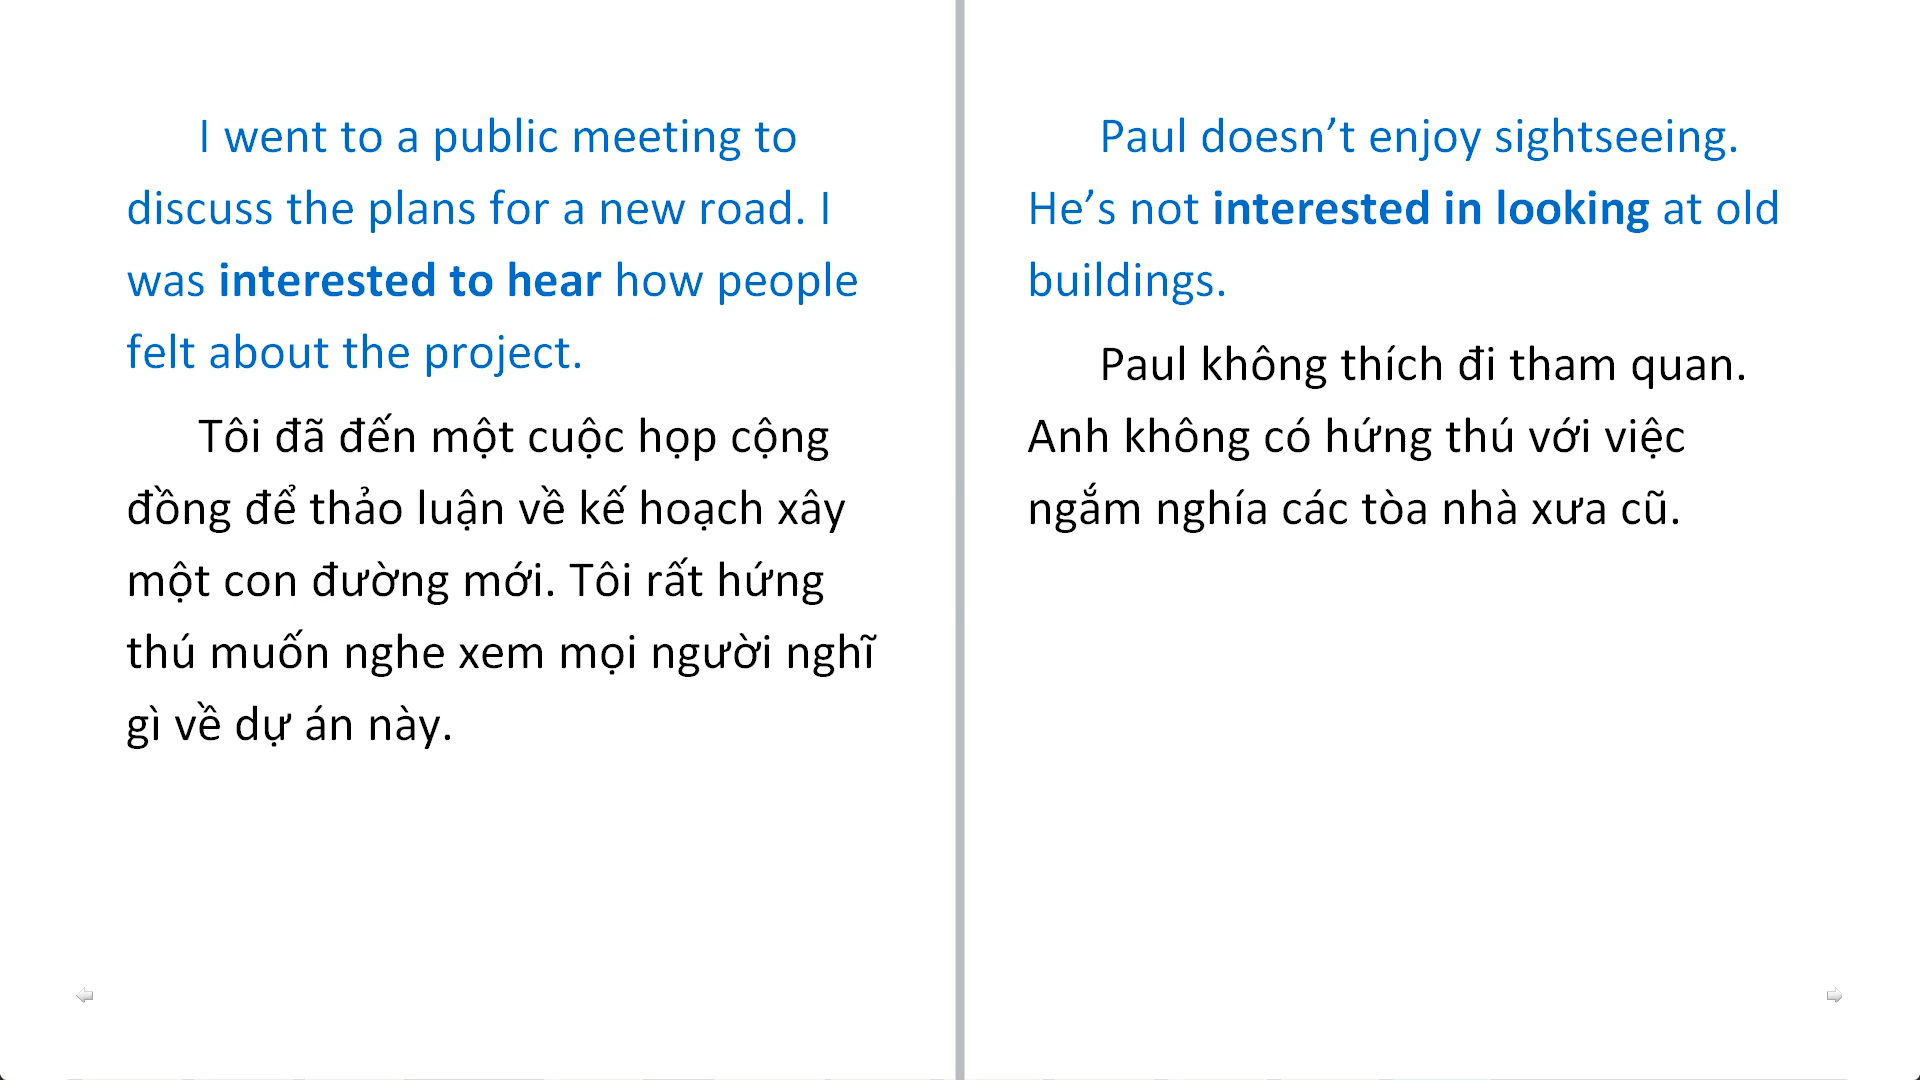 I went to a public meeting to
discuss the plans for a new road. I
was interested to hear how people
felt about the project.
Tôi đã đến một cuộc họp cộng
đồng để thảo luận về kế hoạch xây
một con đường mới. Tôi rất hứng
thú muốn nghe xem mọi người nghĩ
gì về dự án này.
Paul doesn’t enjoy sightseeing.
He’s not interested in looking at old
buildings.
Paul không thích đi tham quan.
Anh không có hứng thú với việc
ngắm nghía các tòa nhà xưa cũ.